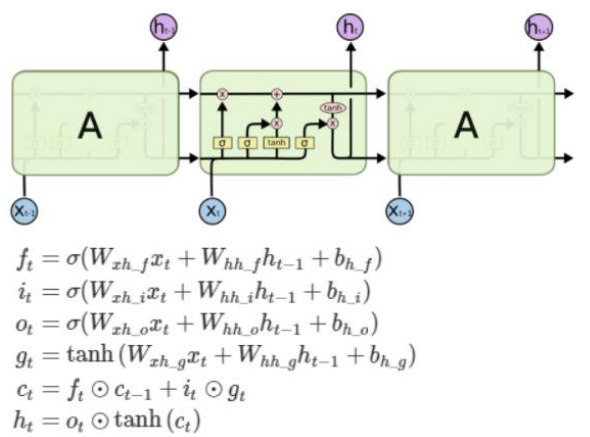 h_{t-1} h_t h_{t+1}
tanh
A A
σ σ tanh σ
X_{t-1} X_t X_{t+1}
f_t = σ(W_{xh_f}x_t + W_{hh_f}h_{t-1} + b_{h_f})
i_t = σ(W_{xh_i}x_t + W_{hh_i}h_{t-1} + b_{h_i})
o_t = σ(W_{xh_o}x_t + W_{hh_o}h_{t-1} + b_{h_o})
g_t = tanh (W_{xh_g}x_t + W_{hh_g}h_{t-1} + b_{h_g})
c_t = f_t ⊙ c_{t-1} + i_t ⊙ g_t
h_t = o_t ⊙ tanh (c_t)